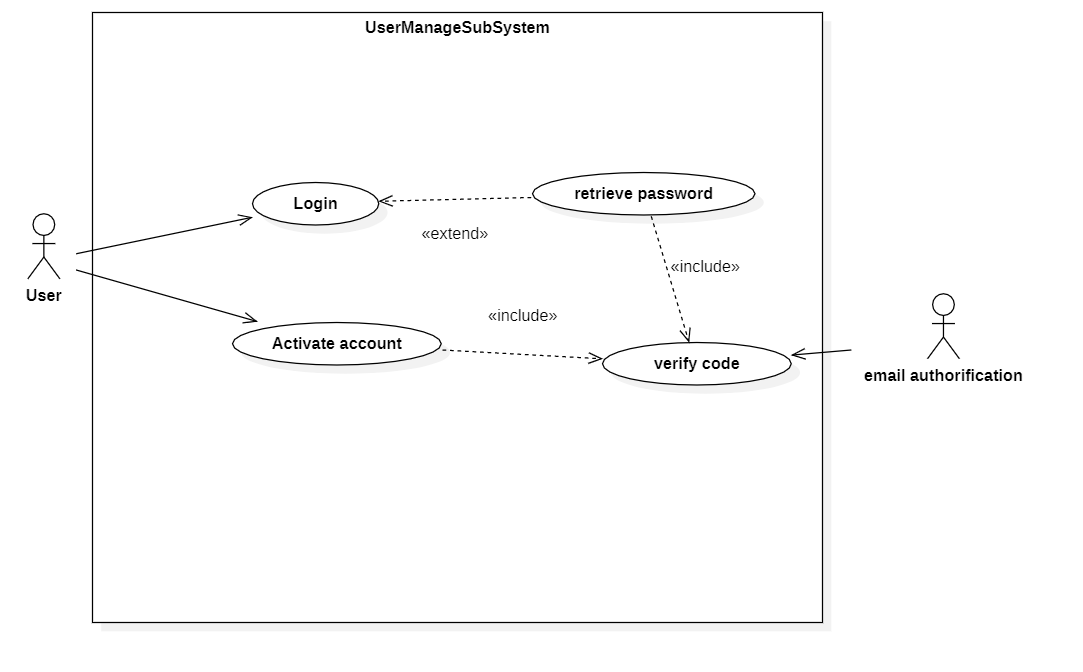 UserManageSubSystem
Login
retrieve password
«extend»
«include»
User
«include»
Activate account
verify code
email authorification